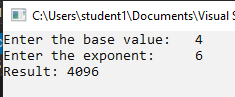 C:\Users\student1\Documents\Visual S
Enter the base value:   4
Enter the exponent:     6
Result: 4096